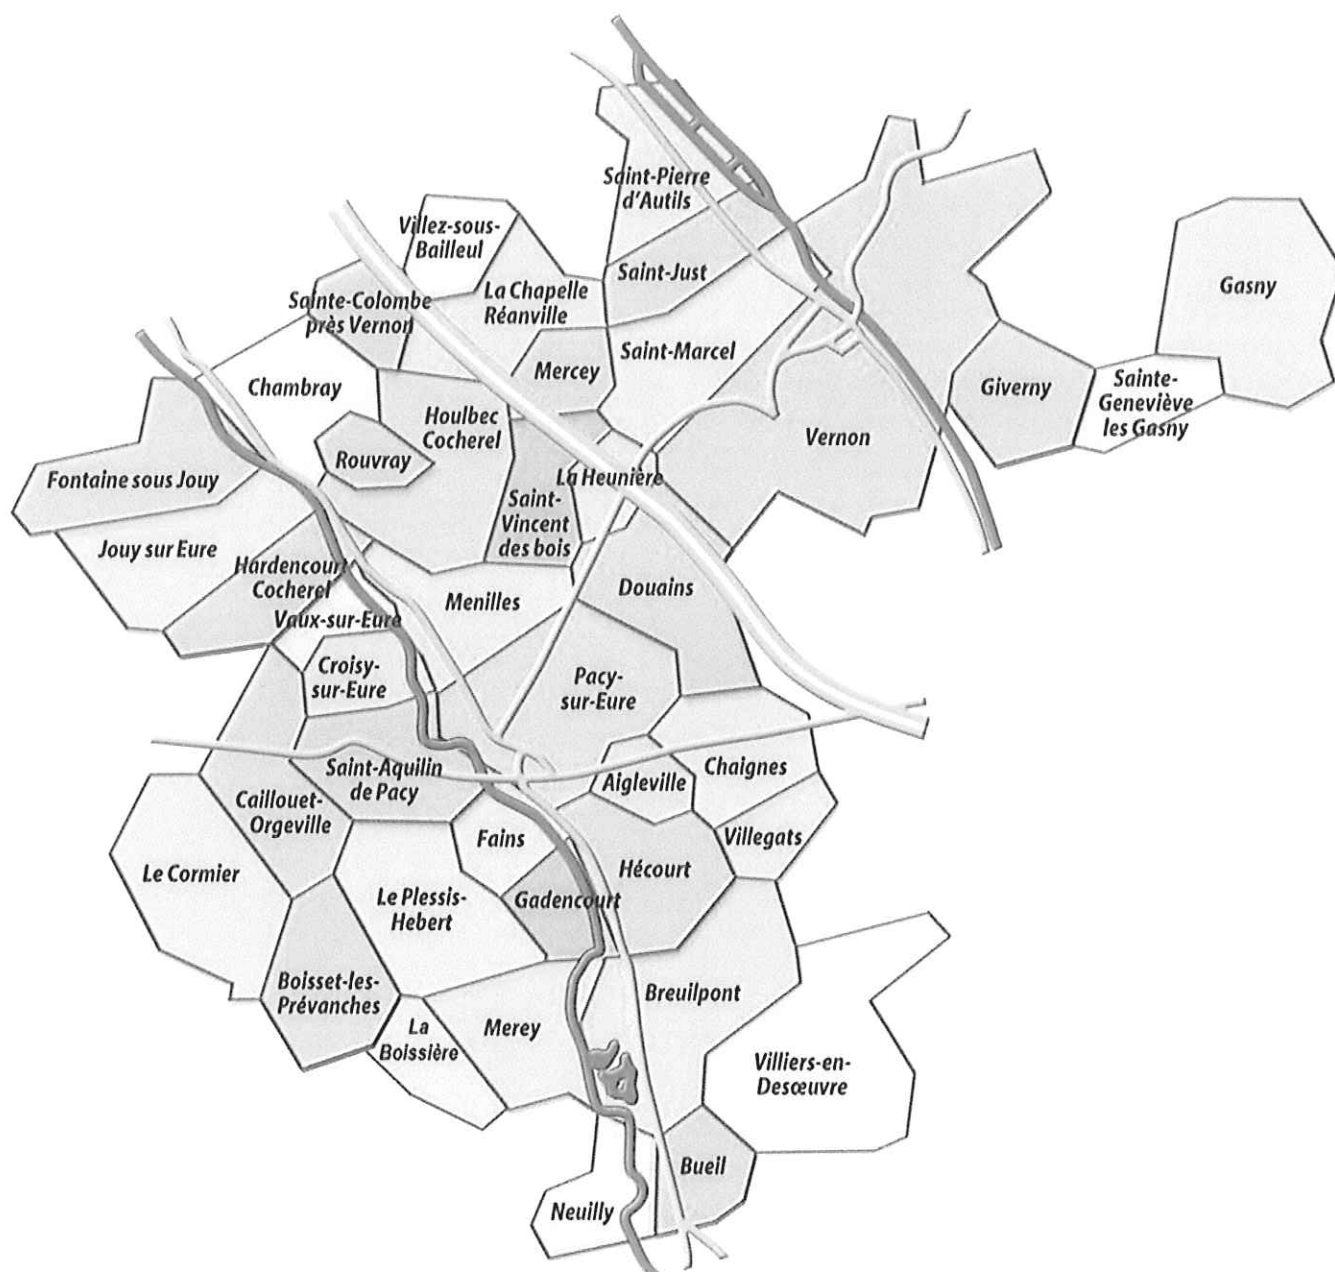 Saint-Pierre
d'Autils
Villez-sous-
Bailleul
Saint-Just
Gasny
La Chapelle
Réanville
Sainte-Colombe
près Vernon
Saint-Marcel
Mercey
Chambray
Giverny
Sainte-
Geneviève
les Gasny
Houlbec
Cocherel
Vernon
Rouvray
Fontaine sous Jouy
La Heunière
Saint-
Vincent
des bois
Jouy sur Eure
Hardencourt
Cocherel
Douains
Menilles
Vaux-sur-Eure
Croisy-
sur-Eure
Pacy-
sur-Eure
Saint-Aquilin
de Pacy
Aigleville
Chaignes
Caillouet-
Orgeville
Fains
Villegats
Le Cormier
Hécourt
Le Plessis-
Hebert
Gadencourt
Boisset-les-
Prévanches
Breuilpont
La
Boissière
Merey
Villiers-en-
Desœuvre
Bueil
Neuilly